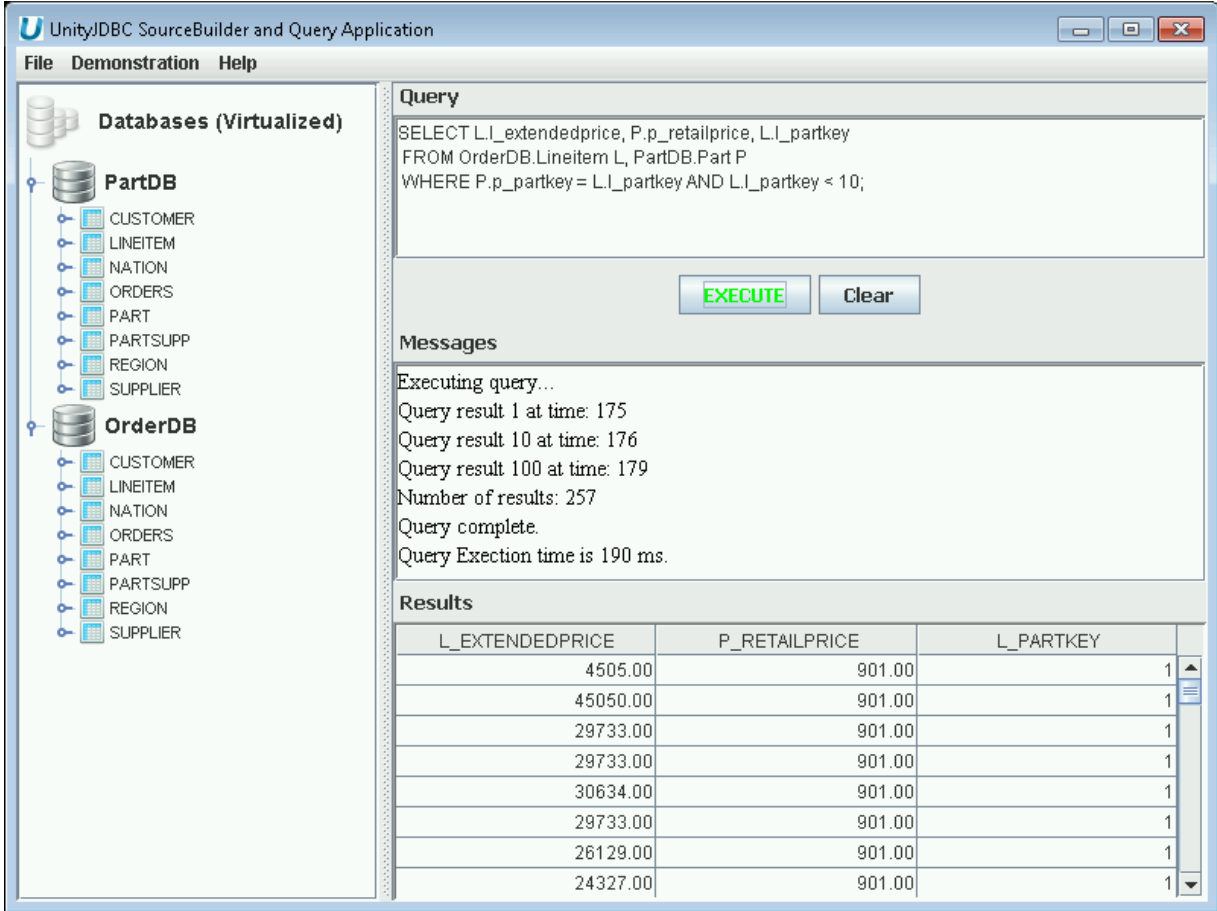 UnityJDBC SourceBuilder and Query Application
File Demonstration Help
Databases (Virtualized)
PartDB
CUSTOMER
LINEITEM
NATION
ORDERS
PART
PARTSUPP
REGION
SUPPLIER
OrderDB
CUSTOMER
LINEITEM
NATION
ORDERS
PART
PARTSUPP
REGION
SUPPLIER
Query
SELECT L.l_extendedprice, P.p_retailprice, L.l_partkey
FROM OrderDB.Lineitem L, PartDB.Part P
WHERE P.p_partkey = L.l_partkey AND L.l_partkey < 10;
EXECUTE Clear
Messages
Executing query...
Query result 1 at time: 175
Query result 10 at time: 176
Query result 100 at time: 179
Number of results: 257
Query complete.
Query Exection time is 190 ms.
Results
L_EXTENDEDPRICE P_RETAILPRICE L_PARTKEY
4505.00 901.00 1
45050.00 901.00 1
29733.00 901.00 1
29733.00 901.00 1
30634.00 901.00 1
29733.00 901.00 1
26129.00 901.00 1
24327.00 901.00 1